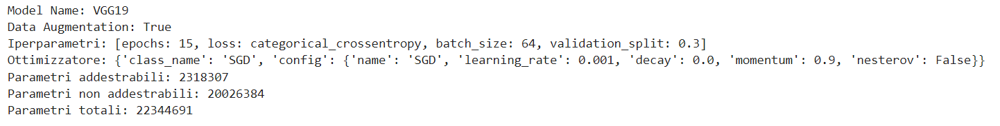 Model Name: VGG19
Data Augmentation: True
Iperparametri: [epochs: 15, loss: categorical_crossentropy, batch_size: 64, validation_split: 0.3]
Ottimizzatore: {'class_name': 'SGD', 'config': {'name': 'SGD', 'learning_rate': 0.001, 'decay': 0.0, 'momentum': 0.9, 'nesterov': False}}
Parametri addestrabili: 2318307
Parametri non addestrabili: 20026384
Parametri totali: 22344691